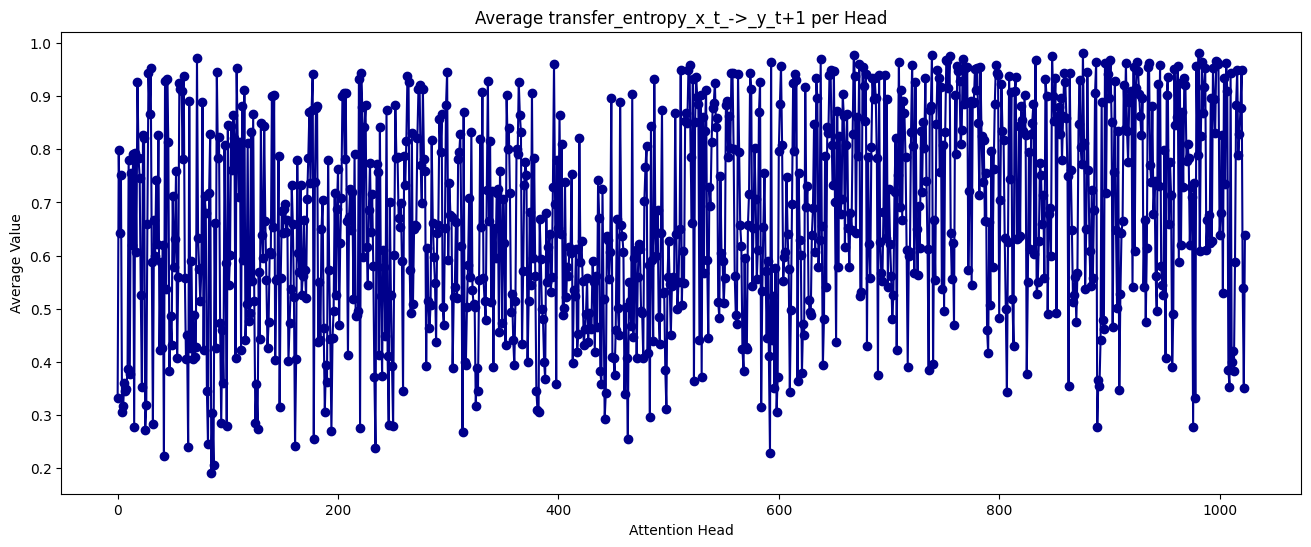 Average transfer_entropy_x_t_->_y_t+1 per Head
1.0
0.9
0.8
0.7
0.6
0.5
0.4
0.3
0.2
Average Value
0 200 400 600 800 1000
Attention Head